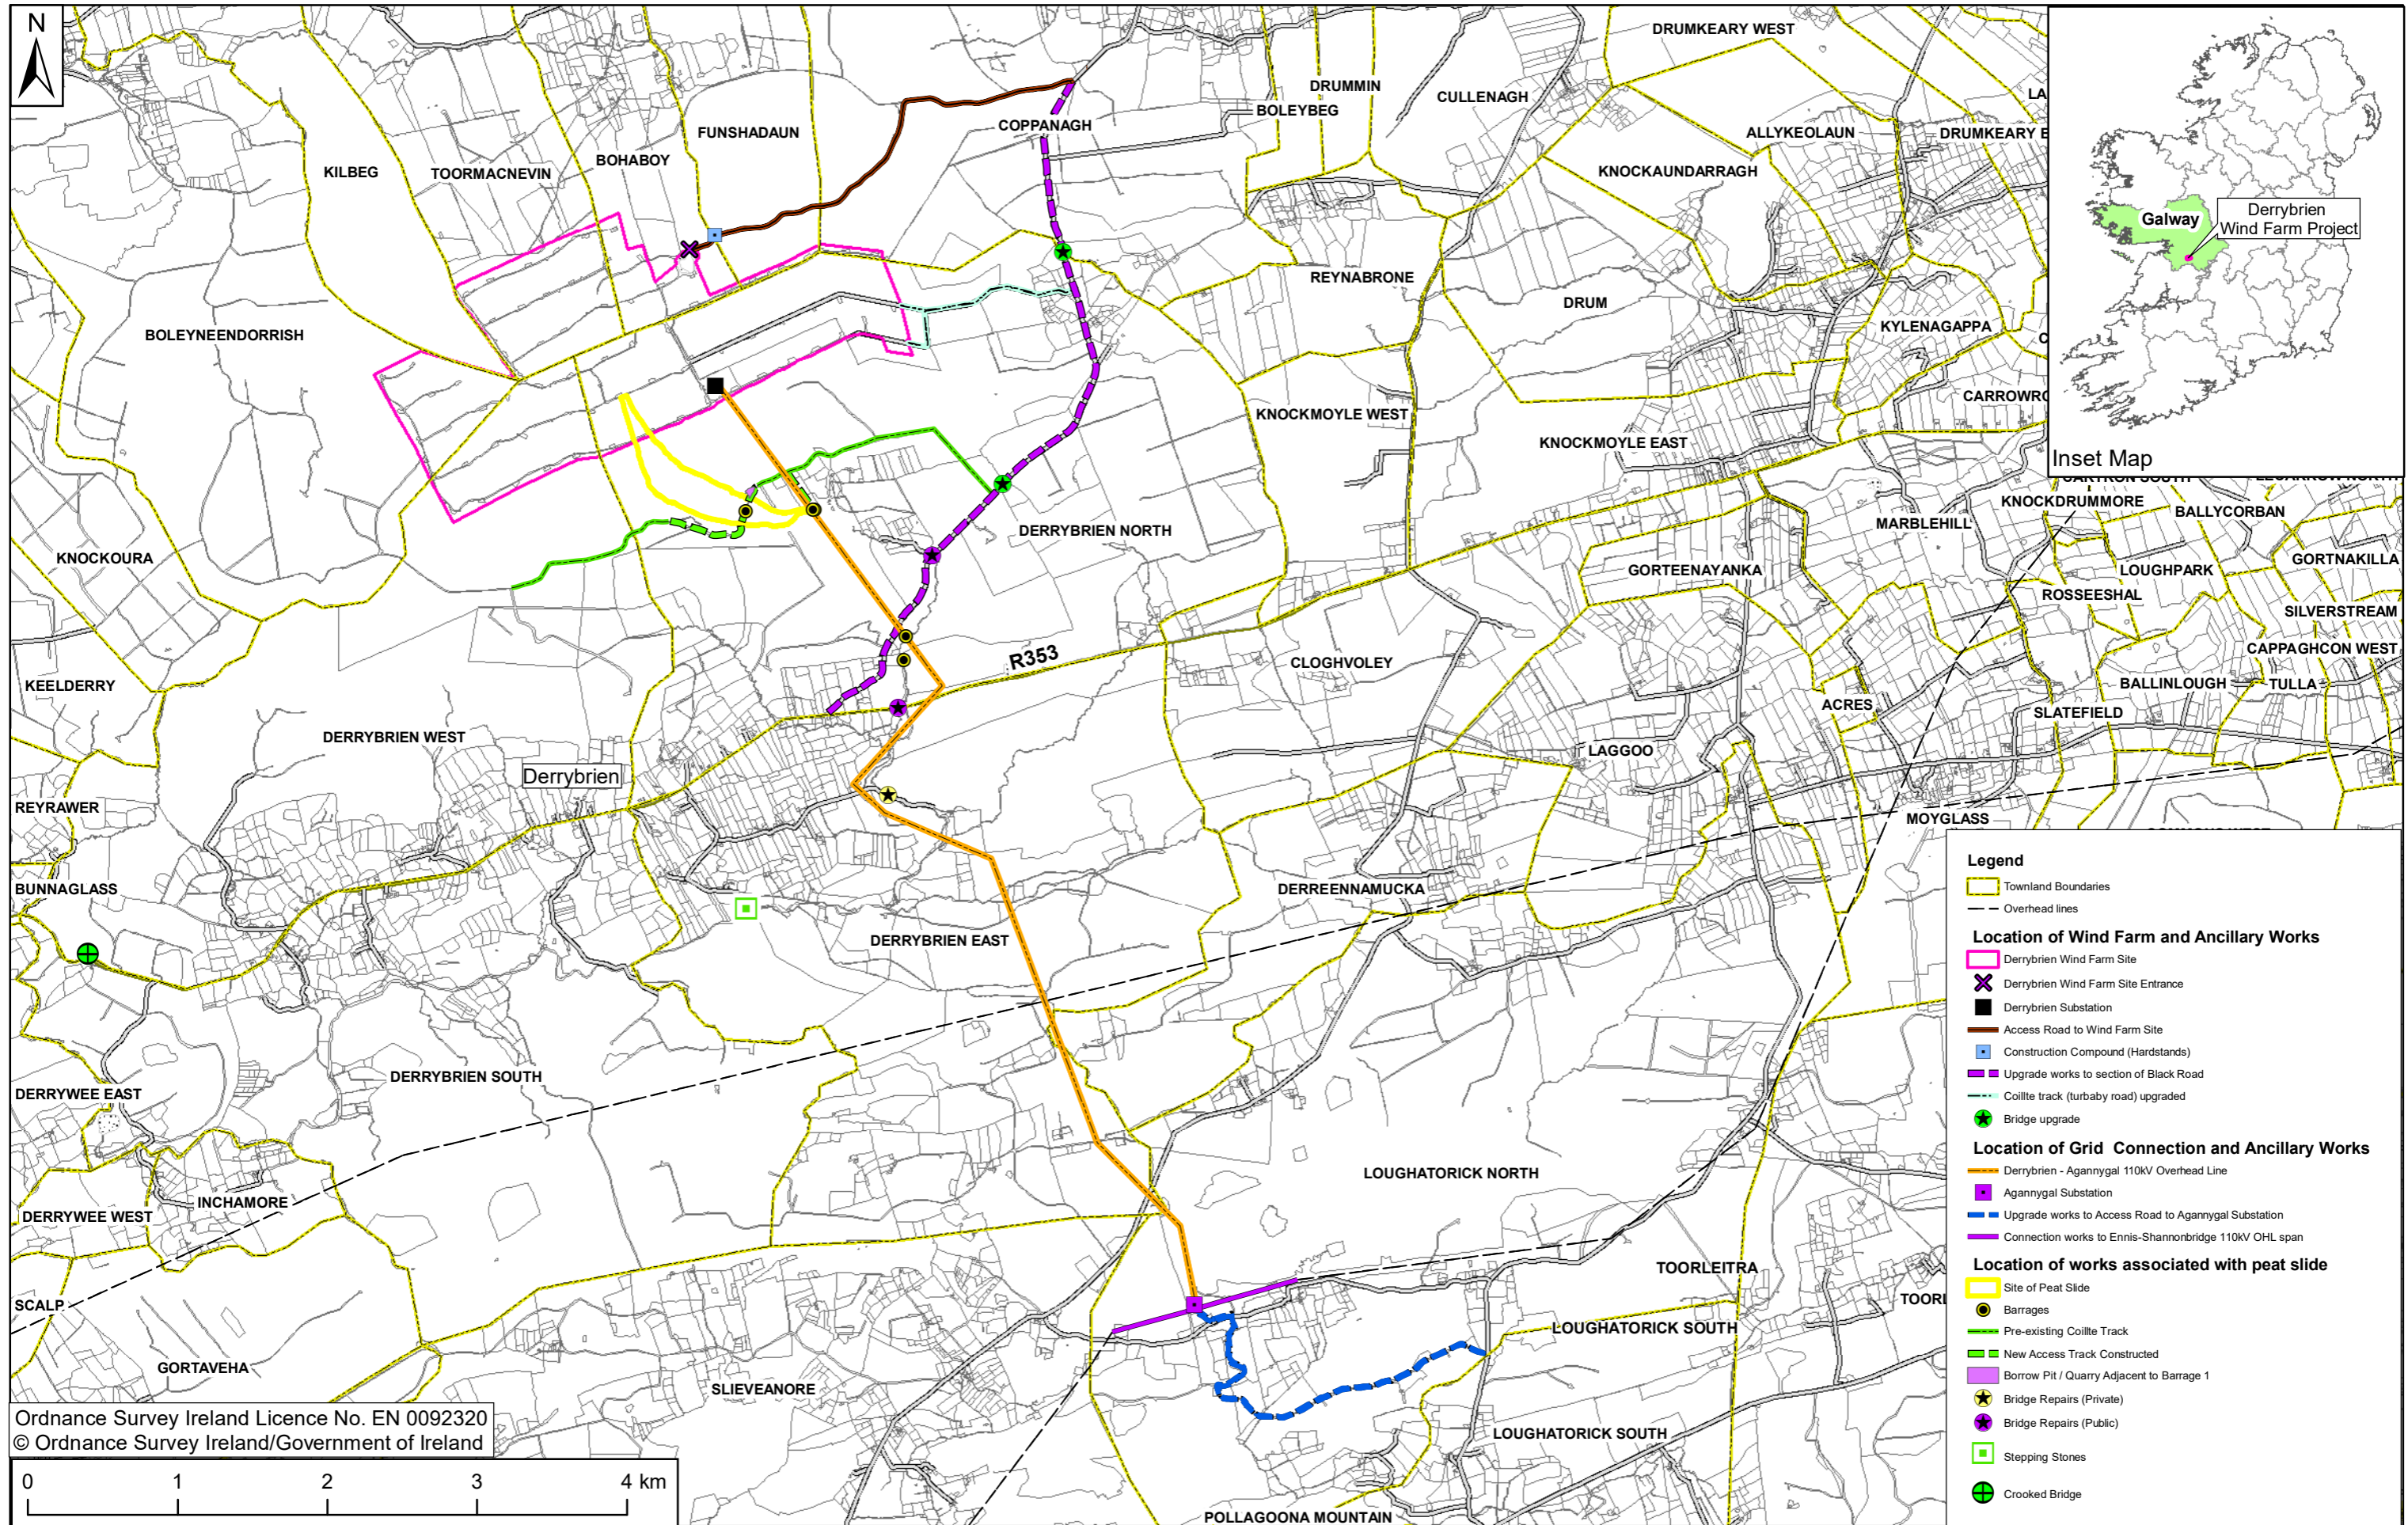 N
DRUMKEARY WEST
DRUMMIN
CULLENAGH
BOLEYBEG
LA
COPPANAGH
FUNSHADAUN
ALLYKEOLAUN
DRUMKEARY E
BOHABOY
KILBEG
TOORMACNEVIN
KNOCKAUNDARRAGH
Galway
Derrybrien
Wind Farm Project
REYNABRONE
DRUM
KYLENAGAPPA
BOLEYNEENDORRISH
C
CARROWRO
KNOCKMOYLE WEST
KNOCKMOYLE EAST
Inset Map
KNOCKDRUMMORE
BALLYCORBAN
MARBLEHILL
DERRYBRIEN NORTH
KNOCKOURA
GORTNAKILLA
GORTEENAYANKA
LOUGHPARK
ROSSEESHAL
SILVERSTREAM
CAPPAGHCON WEST
R353
CLOGHVOLEY
KEELDERRY
BALLINLOUGH
TULLA
ACRES
SLATEFIELD
DERRYBRIEN WEST
LAGGOO
Derrybrien
REYRAWER
MOYGLASS
BUNNAGLASS
DERREENNAMUCKA
DERRYBRIEN EAST
DERRYBRIEN SOUTH
DERRYWEE EAST
LOUGHATORICK NORTH
INCHAMORE
DERRYWEE WEST
TOORLEITRA
SCALP
TOORL
LOUGHATORICK SOUTH
GORTAVEHA
SLIEVEANORE
LOUGHATORICK SOUTH
POLLAGOONA MOUNTAIN
Legend
Townland Boundaries
Overhead lines
Location of Wind Farm and Ancillary Works
Derrybrien Wind Farm Site
Derrybrien Wind Farm Site Entrance
Derrybrien Substation
Access Road to Wind Farm Site
Construction Compound (Hardstands)
Upgrade works to section of Black Road
Coillte track (turbaby road) upgraded
Bridge upgrade
Location of Grid Connection and Ancillary Works
Derrybrien - Agannygal 110kV Overhead Line
Agannygal Substation
Upgrade works to Access Road to Agannygal Substation
Connection works to Ennis-Shannonbridge 110kV OHL span
Location of works associated with peat slide
Site of Peat Slide
Barrages
Pre-existing Coillte Track
New Access Track Constructed
Borrow Pit / Quarry Adjacent to Barrage 1
Bridge Repairs (Private)
Bridge Repairs (Public)
Stepping Stones
Crooked Bridge
Ordnance Survey Ireland Licence No. EN 0092320
© Ordnance Survey Ireland/Government of Ireland
0 1 2 3 4 km